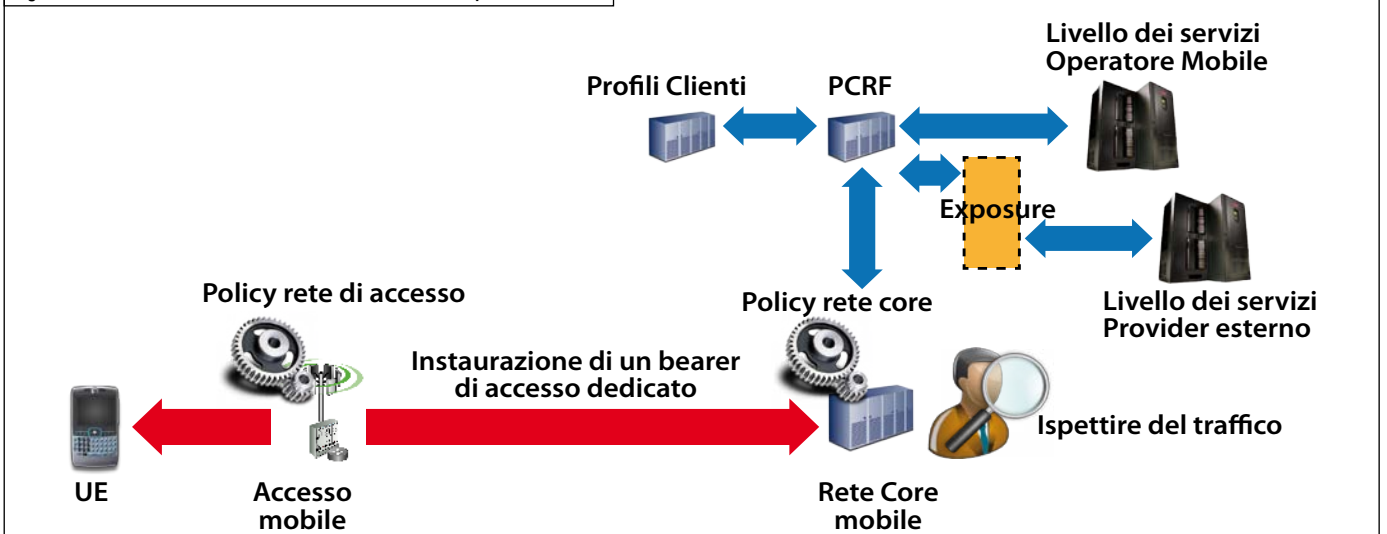 Livello dei servizi
Operatore Mobile
Profili Clienti
PCRF
Exposure
Policy rete di accesso
Policy rete core
Livello dei servizi
Provider esterno
Instaurazione di un bearer
di accesso dedicato
Ispettire del traffico
UE
Accesso
mobile
Rete Core
mobile